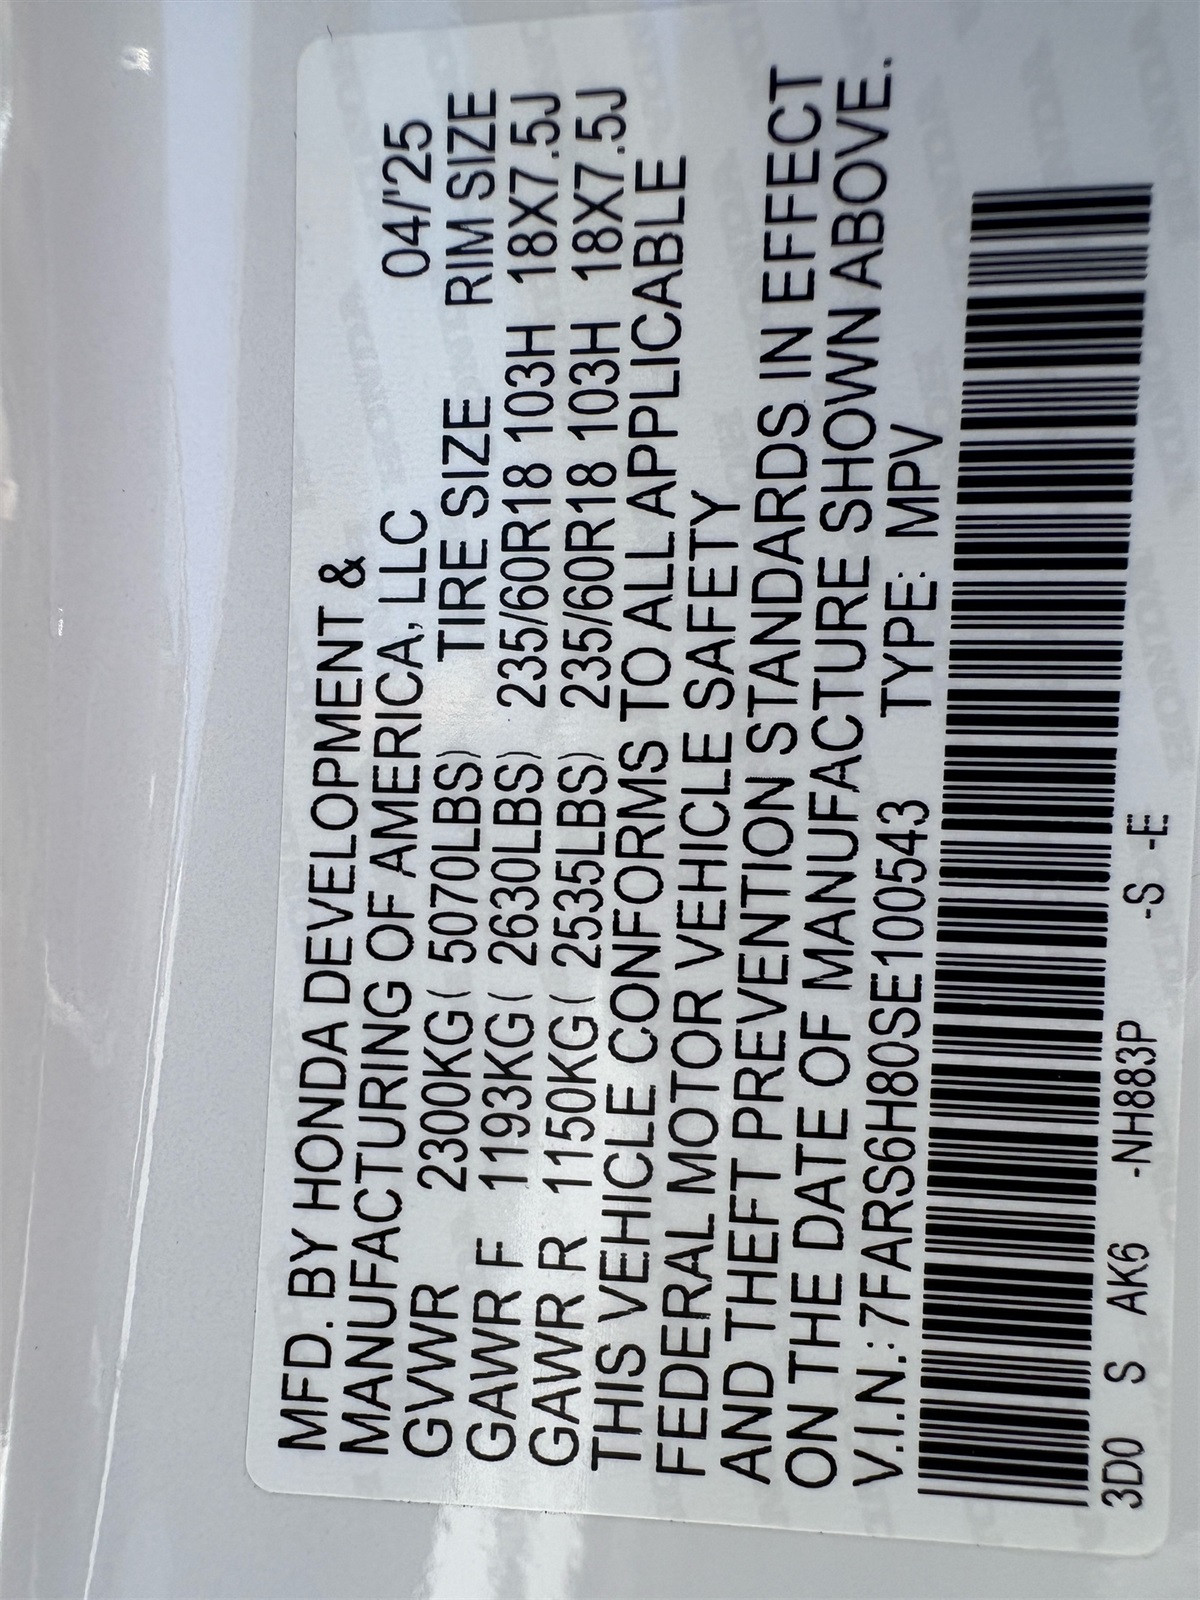 MFD. BY HONDA DEVELOPMENT &
MANUFACTURING OF AMERICA, LLC 04/'25
GVWR 2300KG( 5070LBS) TIRE SIZE RIM SIZE
GAWR F 1193KG( 2630LBS) 235/60R18 103H 18X7.5J
GAWR R 1150KG( 2535LBS) 235/60R18 103H 18X7.5J
THIS VEHICLE CONFORMS TO ALL APPLICABLE
FEDERAL MOTOR VEHICLE SAFETY
AND THEFT PREVENTION STANDARDS IN EFFECT
ON THE DATE OF MANUFACTURE SHOWN ABOVE.
V.I.N.: 7FARS6H80SE100543 TYPE: MPV
3D0 S AK6 -NH883P -S -E